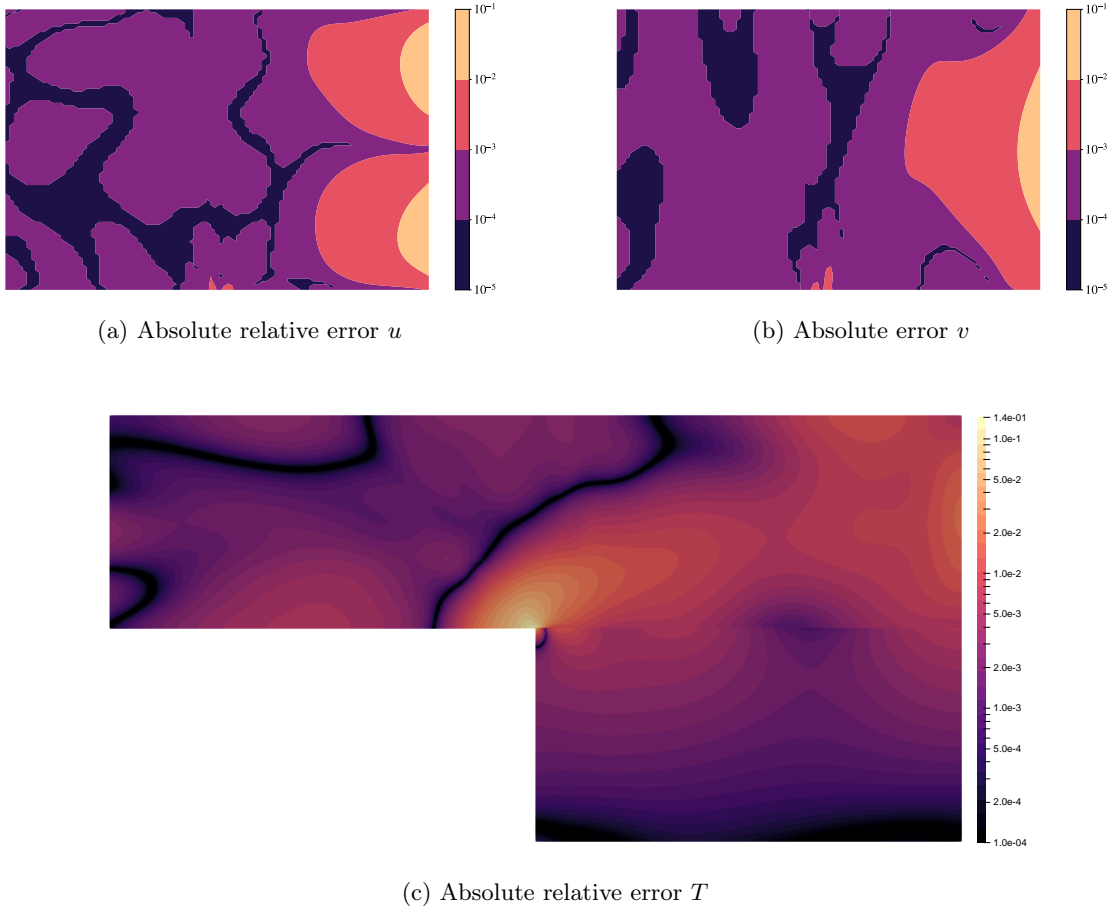 10⁻¹
10⁻²
10⁻³
10⁻⁴
10⁻⁵
(a) Absolute relative error u
10⁻¹
10⁻²
10⁻³
10⁻⁴
10⁻⁵
(b) Absolute error v
1.4e-01
1.0e-1
5.0e-2
2.0e-2
1.0e-2
5.0e-3
2.0e-3
1.0e-3
5.0e-4
2.0e-4
1.0e-04
(c) Absolute relative error T